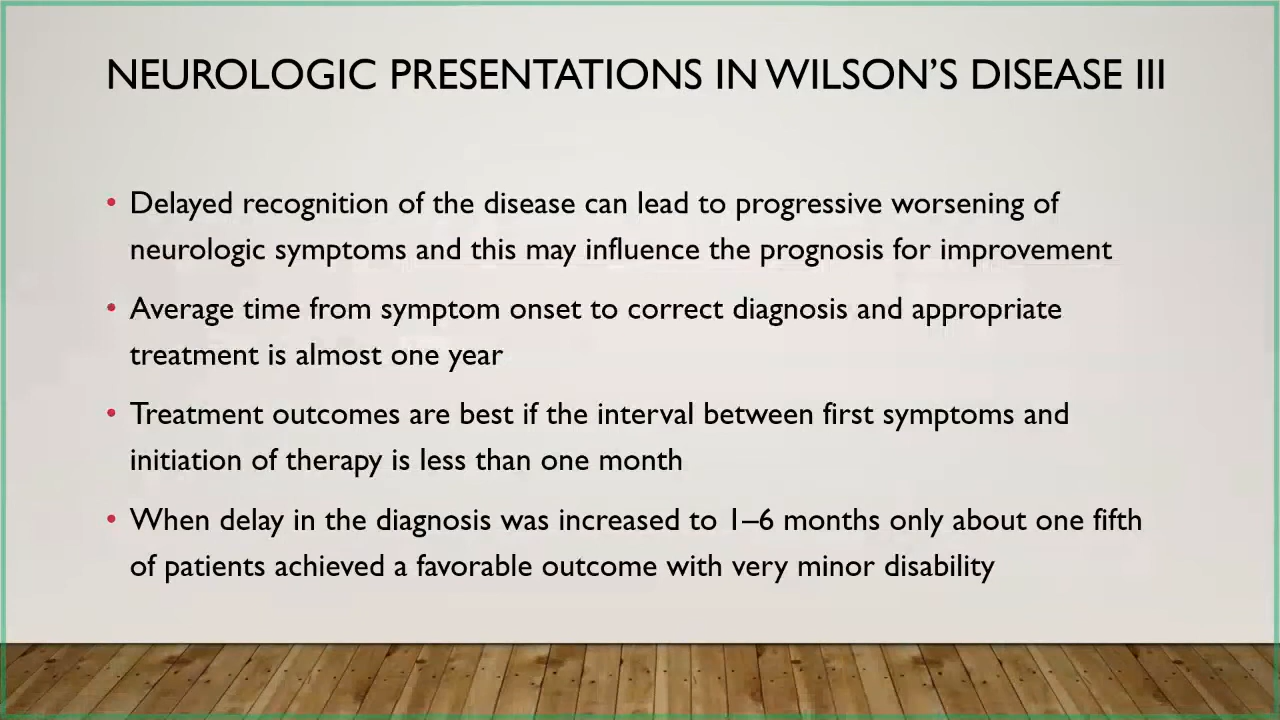 NEUROLOGIC PRESENTATIONS IN WILSON’S DISEASE III
• Delayed recognition of the disease can lead to progressive worsening of
neurologic symptoms and this may influence the prognosis for improvement
• Average time from symptom onset to correct diagnosis and appropriate
treatment is almost one year
• Treatment outcomes are best if the interval between first symptoms and
initiation of therapy is less than one month
• When delay in the diagnosis was increased to 1–6 months only about one fifth
of patients achieved a favorable outcome with very minor disability